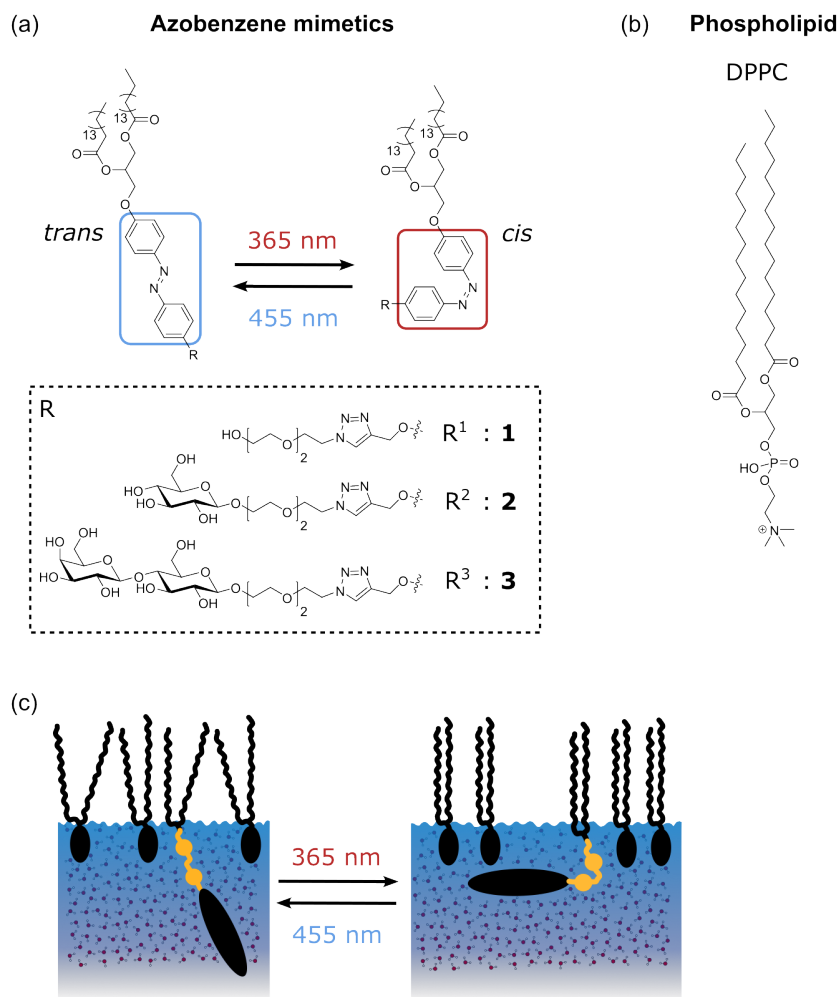 (a) Azobenzene mimetics
(b) Phospholipid
DPPC
13 13
O O
O O
O
trans
N
N
R
365 nm
455 nm
13 13
O O
O O
O
cis
N
N
R
O O
O O
O
HO P O
O
N
⊕
R
HO O 2 N N=N O R¹ : 1
OH
HO O O O 2 N N=N O R² : 2
HO OH OH
HO OH
HO O O OH
OH O O O 2 N N=N O R³ : 3
HO OH
(c)
365 nm
455 nm